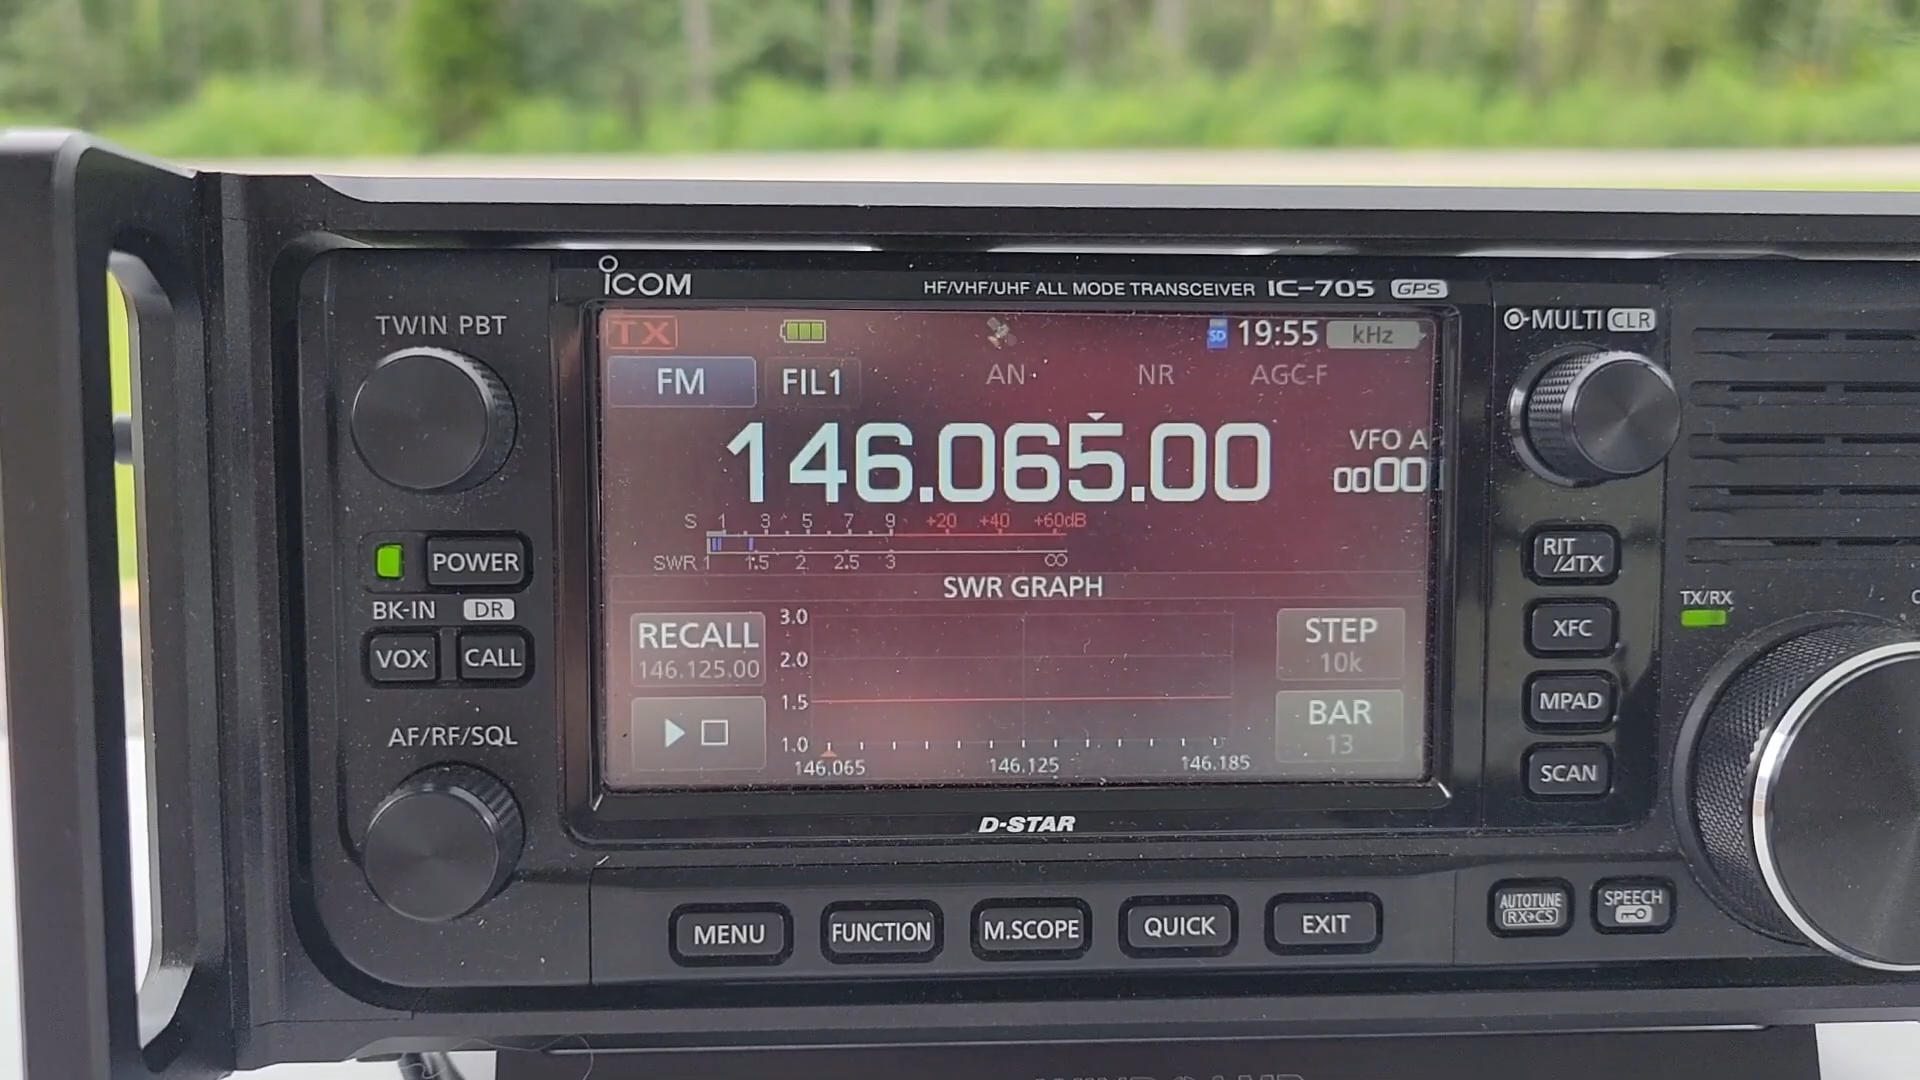 ICOM
HF/VHF/UHF ALL MODE TRANSCEIVER IC-705 GPS
TWIN PBT
MULTI CLR
TX
SD 19:55 kHz
FM FIL1 AN NR AGC-F
146.065.00
VFO A
0000
S 1 3 5 7 9 +20 +40 +60dB
SWR 1 1.5 2 2.5 3 ∞
SWR GRAPH
RECALL
146.125.00
3.0
2.0
1.5
1.0
146.065 146.125 146.185
STEP
10k
BAR
13
POWER
BK-IN DR
VOX CALL
AF/RF/SQL
RIT
/⊿TX
XFC
MPAD
SCAN
TX/RX
D-STAR
MENU FUNCTION M.SCOPE QUICK EXIT
AUTOTUNE
RX→CS
SPEECH